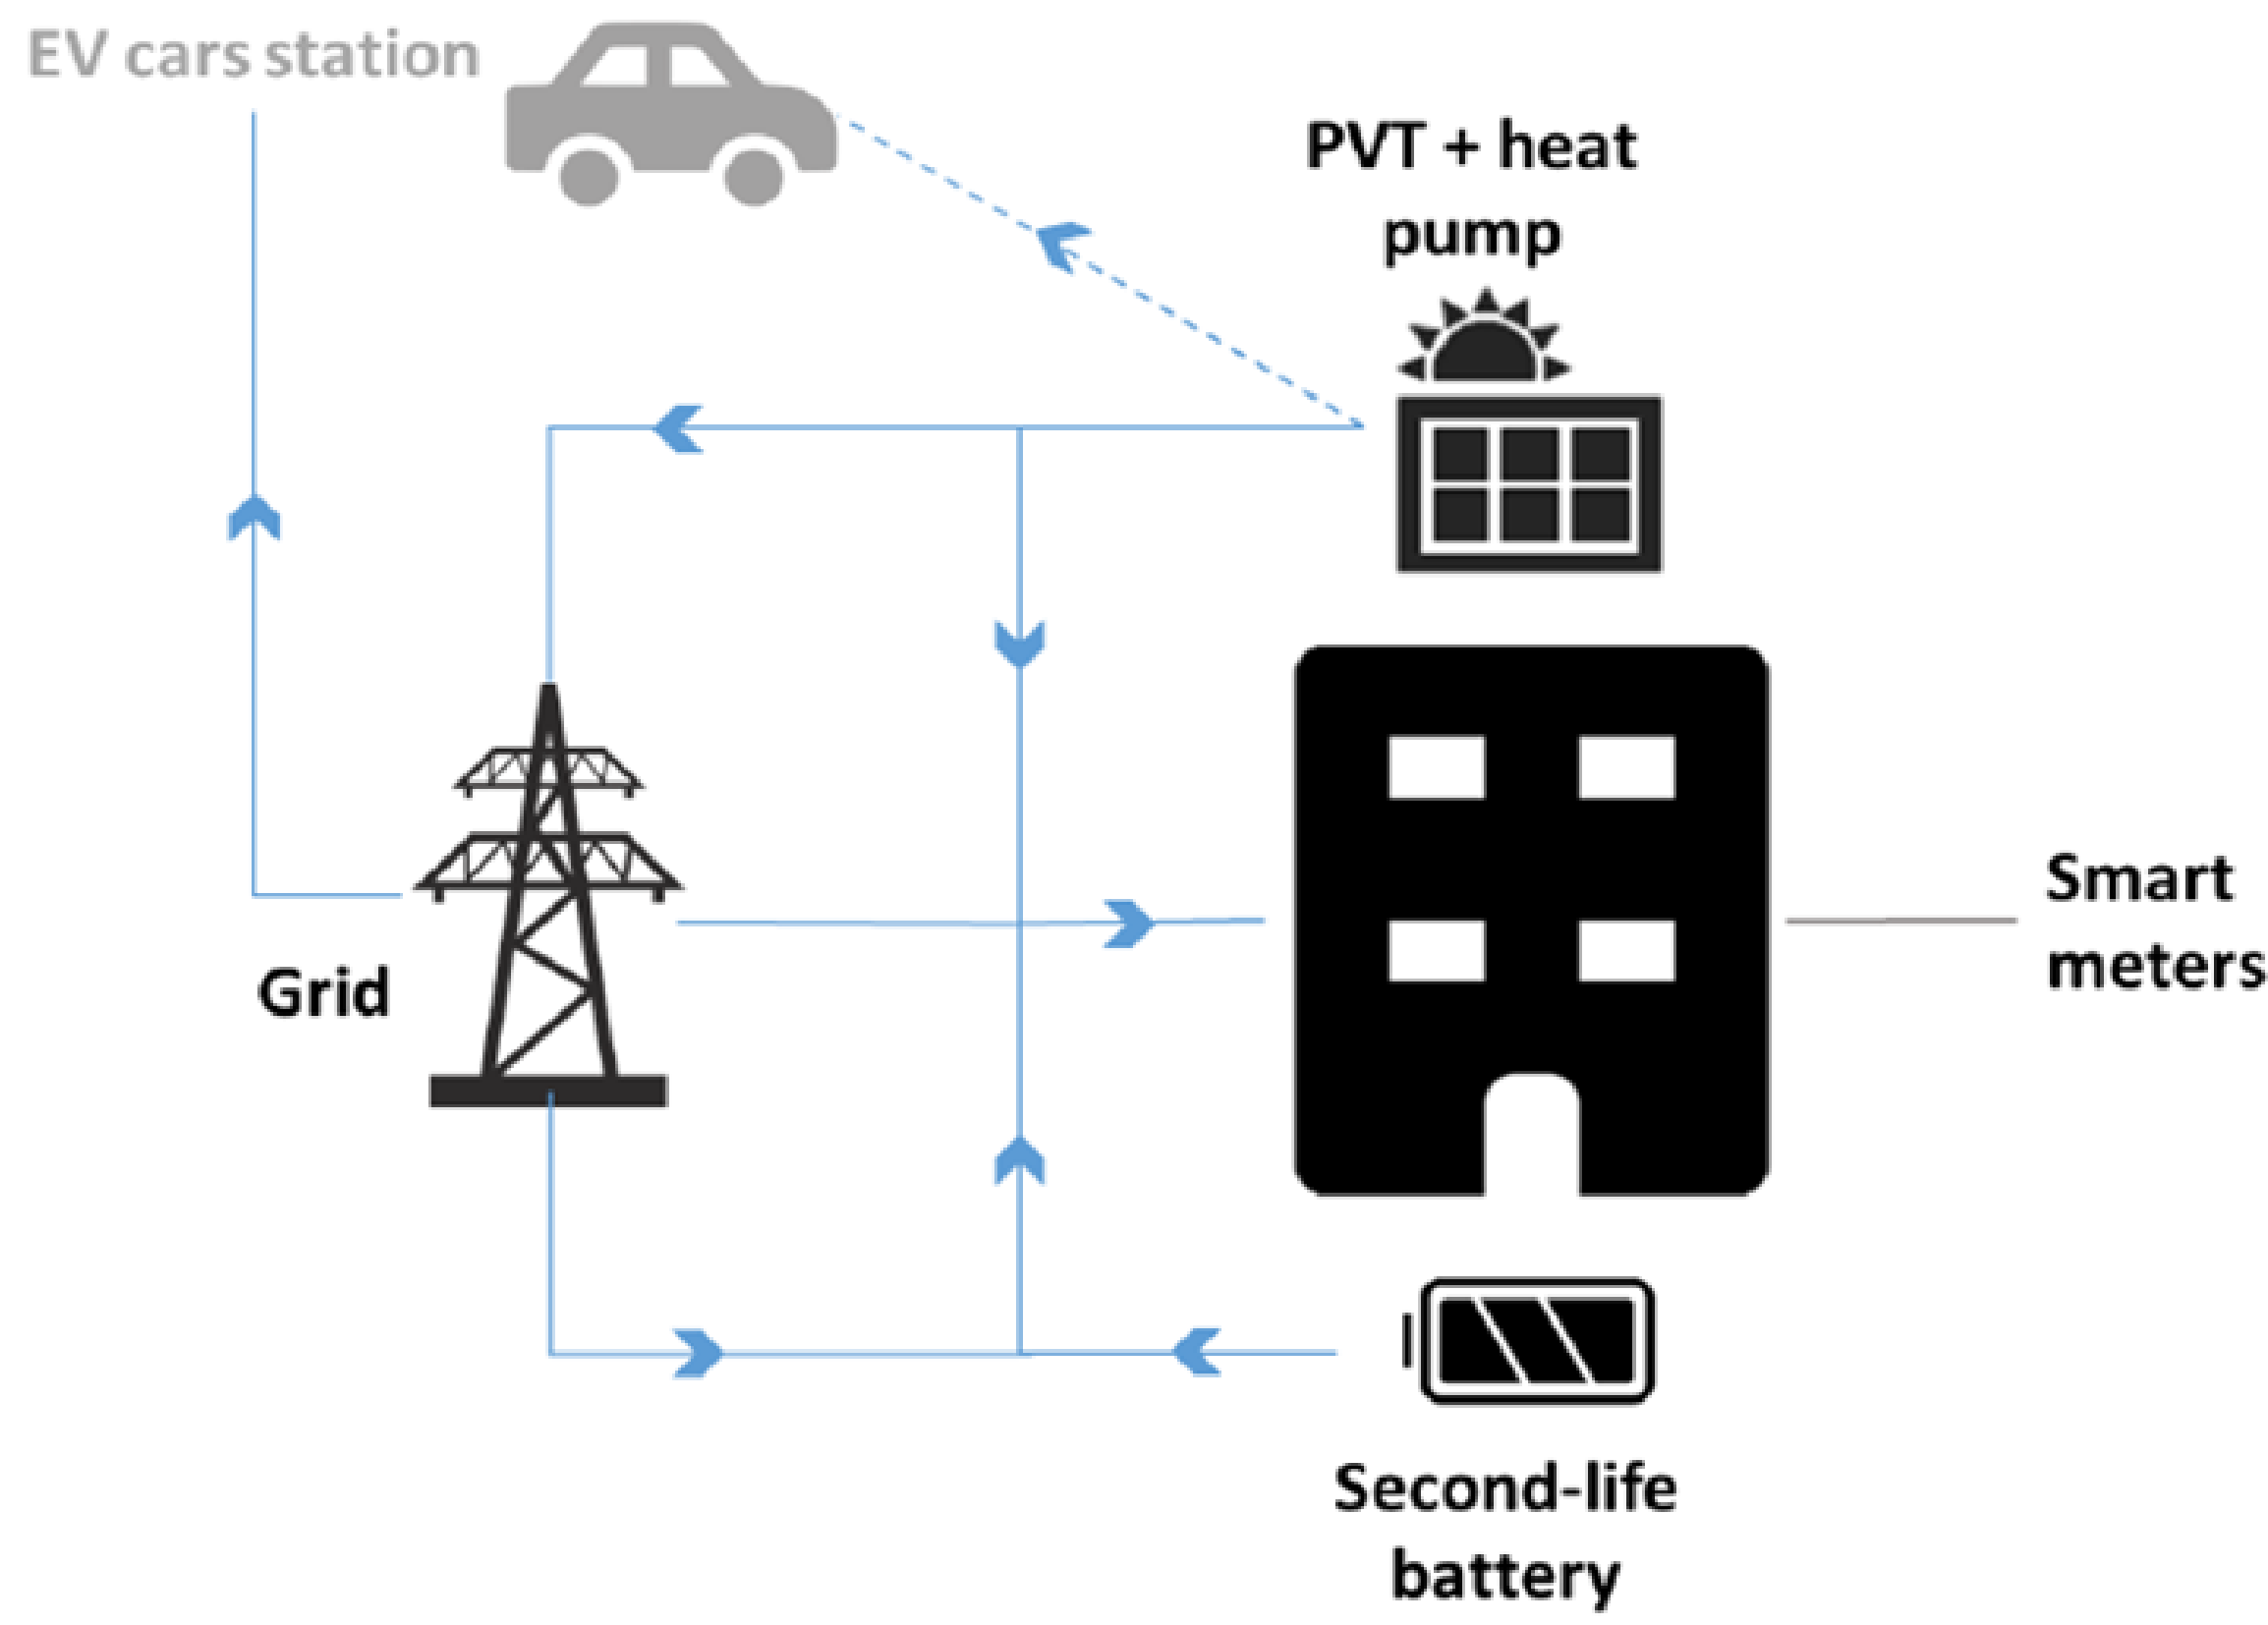 EV cars station
PVT + heat
pump
Grid
Smart
meters
Second-life
battery